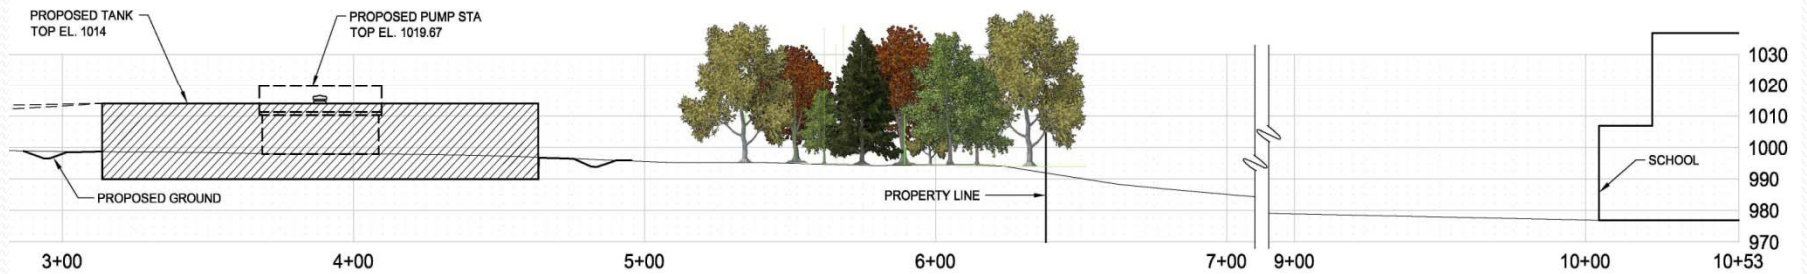 PROPOSED TANK
TOP EL. 1014
PROPOSED PUMP STA
TOP EL. 1019.67
PROPOSED GROUND
PROPERTY LINE
SCHOOL
1030
1020
1010
1000
990
980
970
3+00
4+00
5+00
6+00
7+00
9+00
10+00
10+53